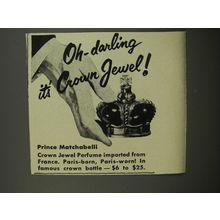 Oh-darling
it's Crown Jewel!
Prince Matchabelli
Crown Jewel Perfume imported from
France. Paris-born, Paris-worn! In
famous crown bottle — $6 to $25.